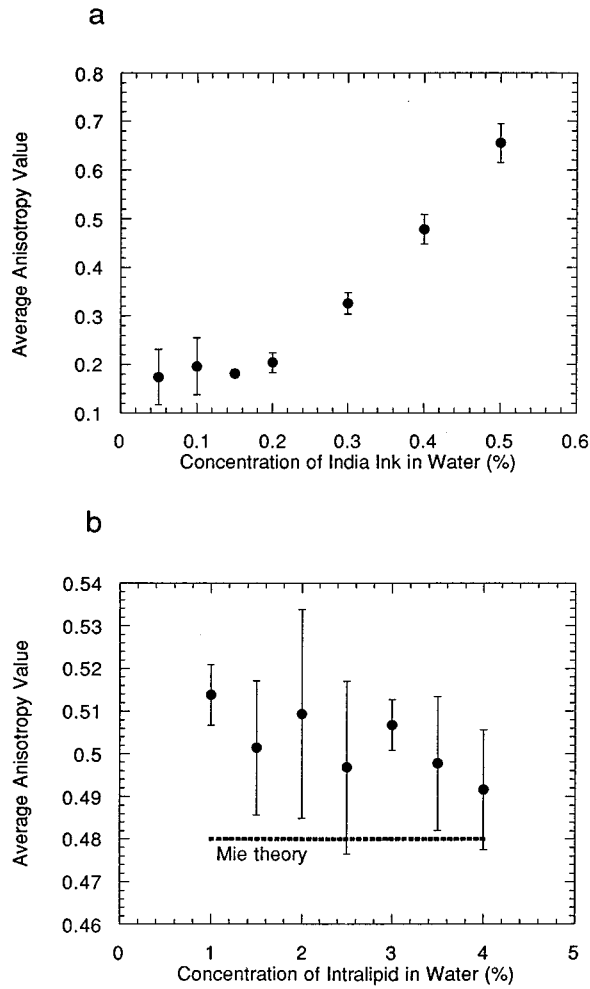 a
0.8
0.7
0.6
0.5
0.4
0.3
0.2
0.1
Average Anisotropy Value
0 0.1 0.2 0.3 0.4 0.5 0.6
Concentration of India Ink in Water (%)
b
0.54
0.53
0.52
0.51
0.5
0.49
0.48
0.47
0.46
Average Anisotropy Value
Mie theory
0 1 2 3 4 5
Concentration of Intralipid in Water (%)